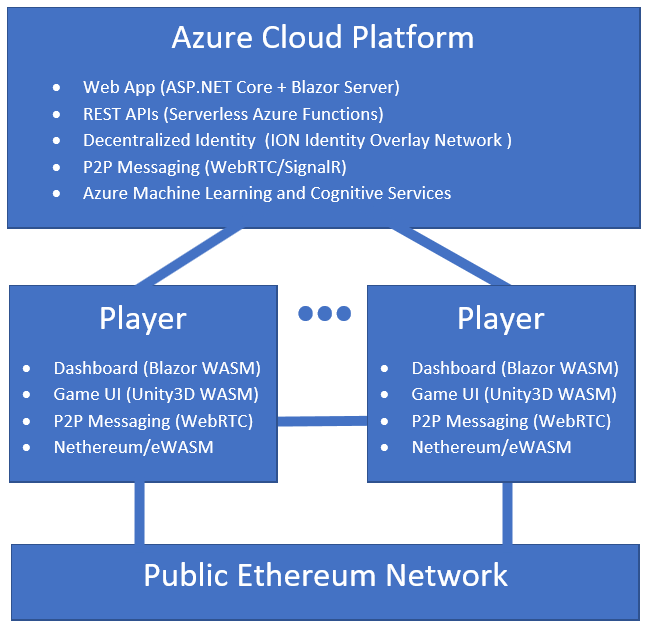 Azure Cloud Platform
• Web App (ASP.NET Core + Blazor Server)
• REST APIs (Serverless Azure Functions)
• Decentralized Identity  (ION Identity Overlay Network )
• P2P Messaging (WebRTC/SignalR)
• Azure Machine Learning and Cognitive Services
Player
• Dashboard (Blazor WASM)
• Game UI (Unity3D WASM)
• P2P Messaging (WebRTC)
• Nethereum/eWASM
Player
• Dashboard (Blazor WASM)
• Game UI (Unity3D WASM)
• P2P Messaging (WebRTC)
• Nethereum/eWASM
Public Ethereum Network